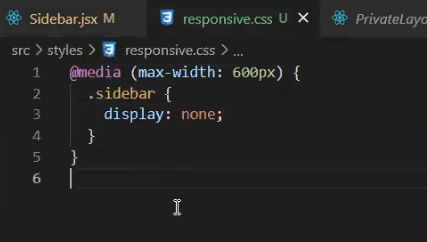 Sidebar.jsx M responsive.css U × PrivateLayo
src > styles > responsive.css > ...
1 @media (max-width: 600px) {
2 .sidebar {
3 display: none;
4 }
5 }
6